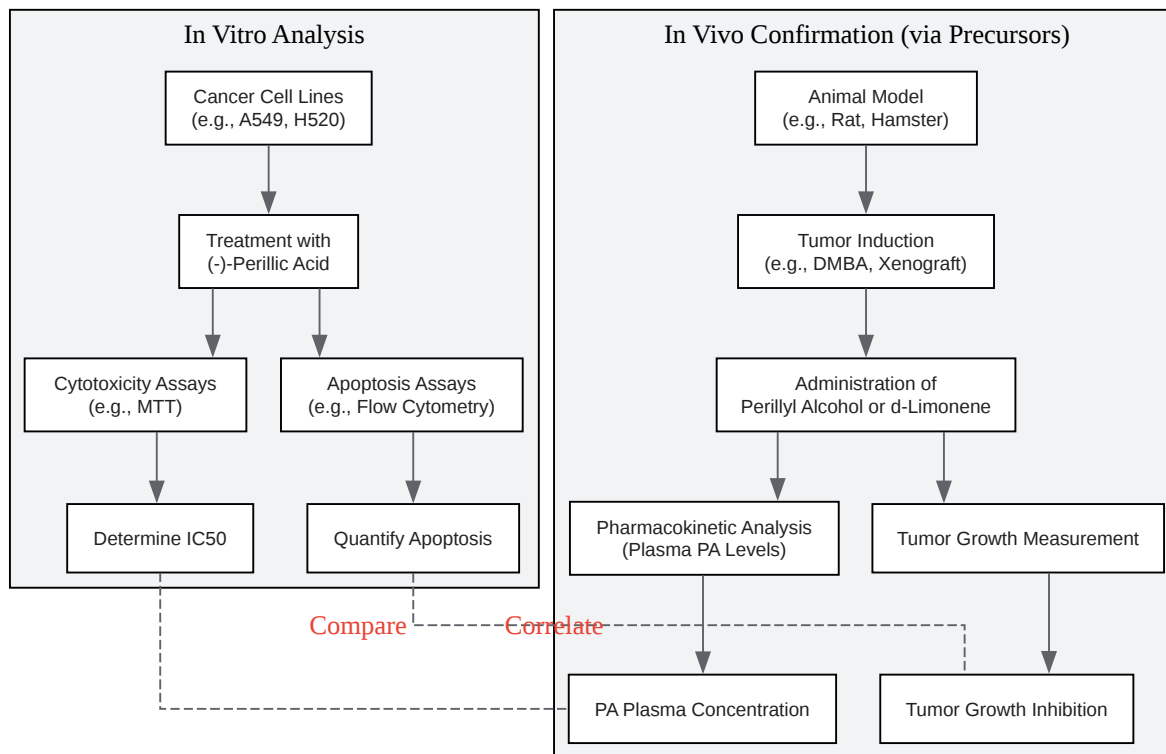 In Vitro Analysis
Cancer Cell Lines
(e.g., A549, H520)
Treatment with
(-)-Perillic Acid
Cytotoxicity Assays
(e.g., MTT)
Apoptosis Assays
(e.g., Flow Cytometry)
Determine IC50
Quantify Apoptosis
In Vivo Confirmation (via Precursors)
Animal Model
(e.g., Rat, Hamster)
Tumor Induction
(e.g., DMBA, Xenograft)
Administration of
Perillyl Alcohol or d-Limonene
Pharmacokinetic Analysis
(Plasma PA Levels)
Tumor Growth Measurement
Compare
Correlate
PA Plasma Concentration
Tumor Growth Inhibition